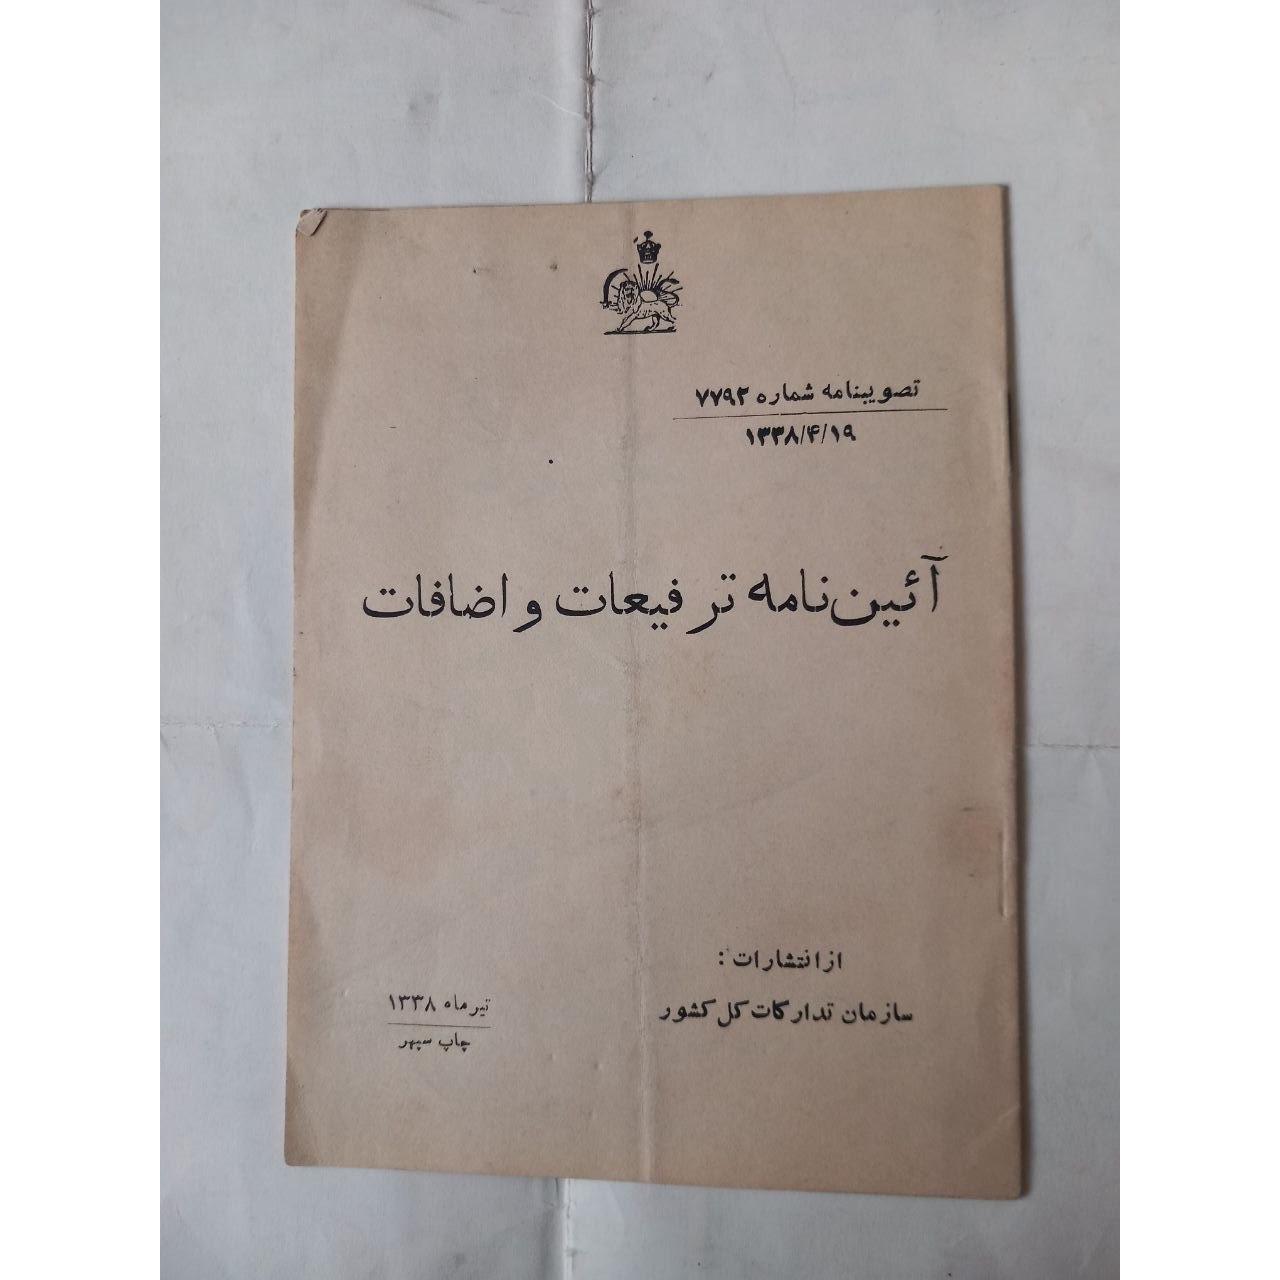 تصویبنامه شماره ۷۷۹۲
۱۳۳۸/۴/۱۹
آئین نامه ترفیعات و اضافات
از انتشارات :
سازمان تدارکات کل کشور
تیر ماه ۱۳۳۸
چاپ سپهر